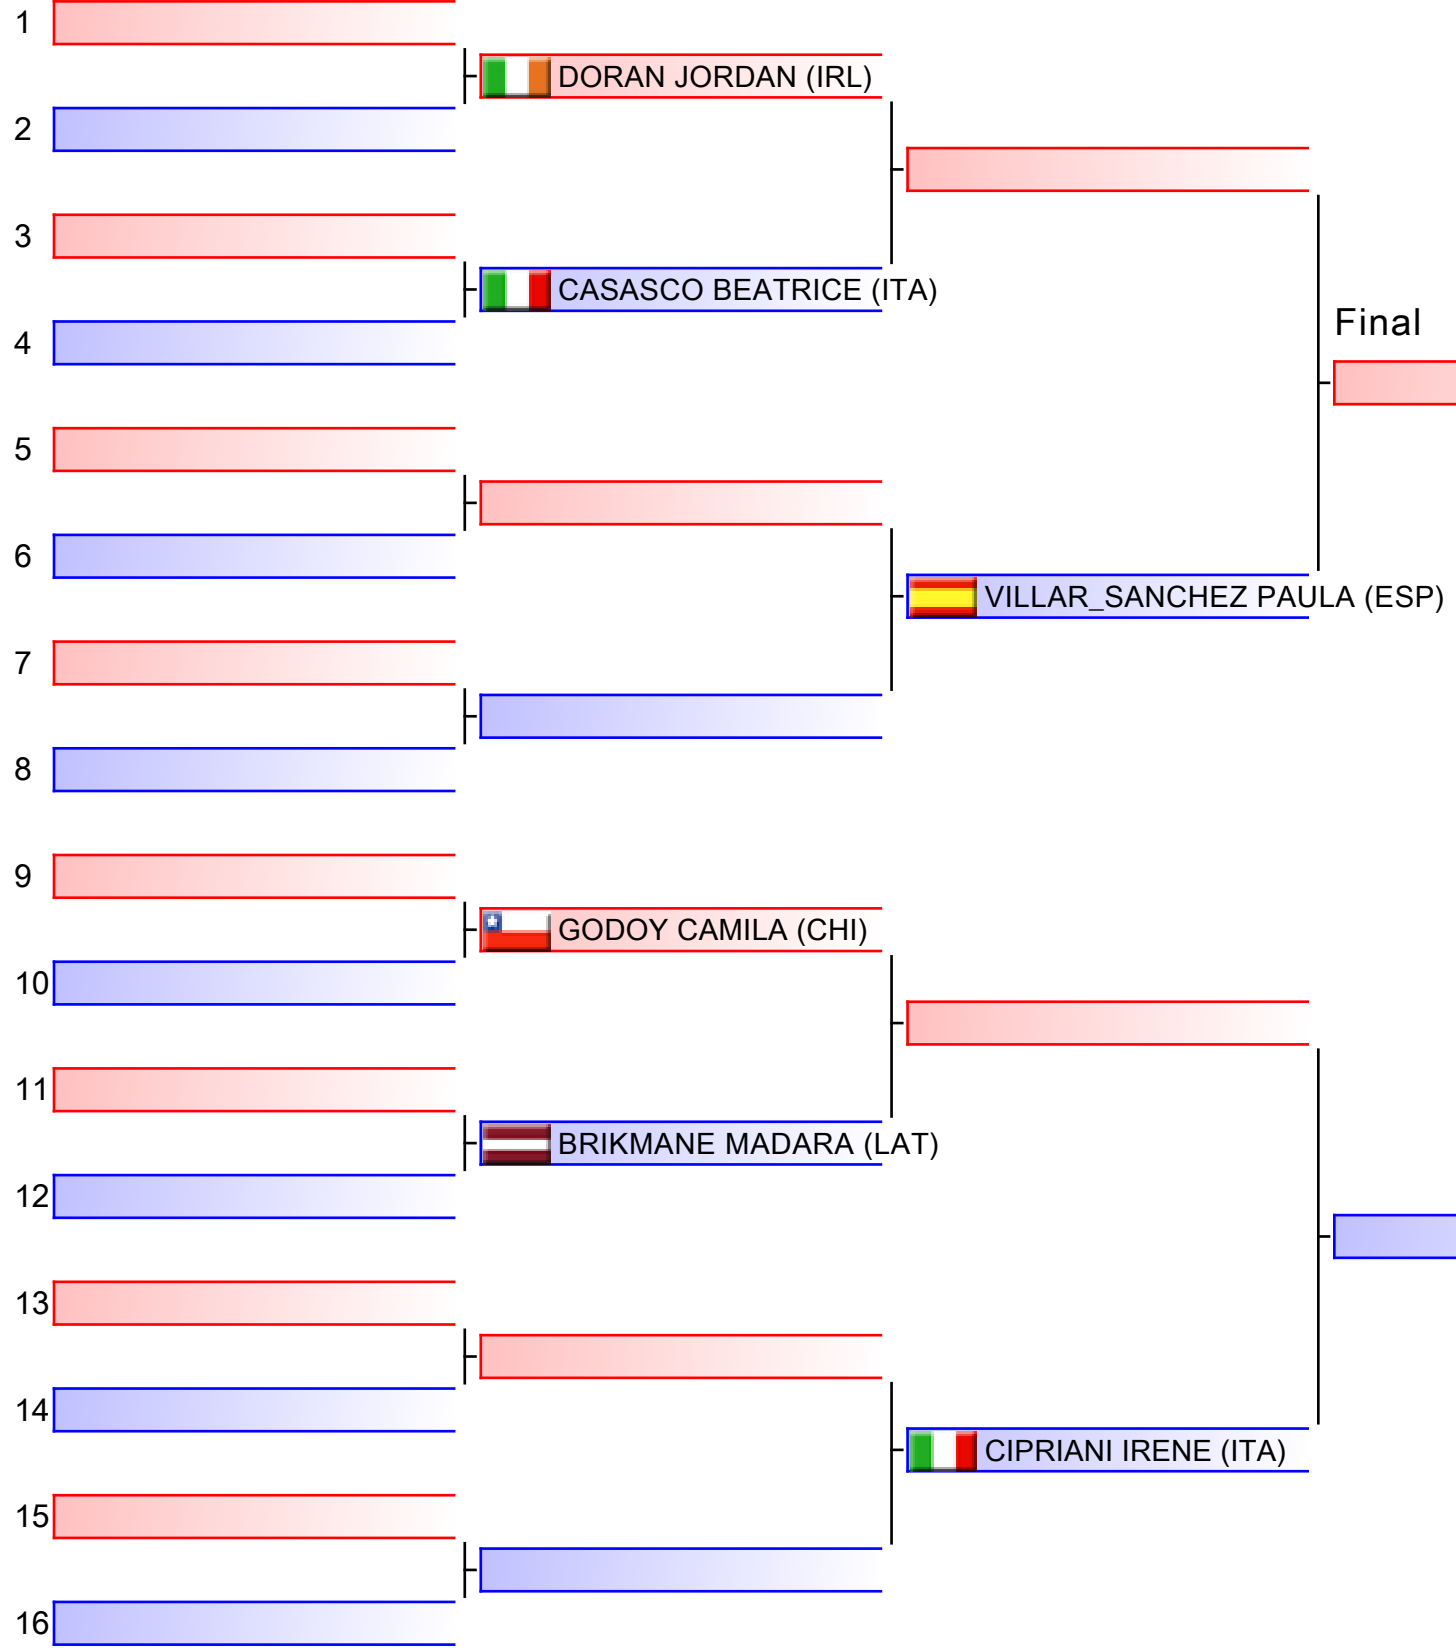 1
DORAN JORDAN (IRL)
2
3
CASASCO BEATRICE (ITA)
Final
4
5
6
VILLAR_SANCHEZ PAULA (ESP)
7
8
9
GODOY CAMILA (CHI)
10
11
BRIKMANE MADARA (LAT)
12
13
14
CIPRIANI IRENE (ITA)
15
16